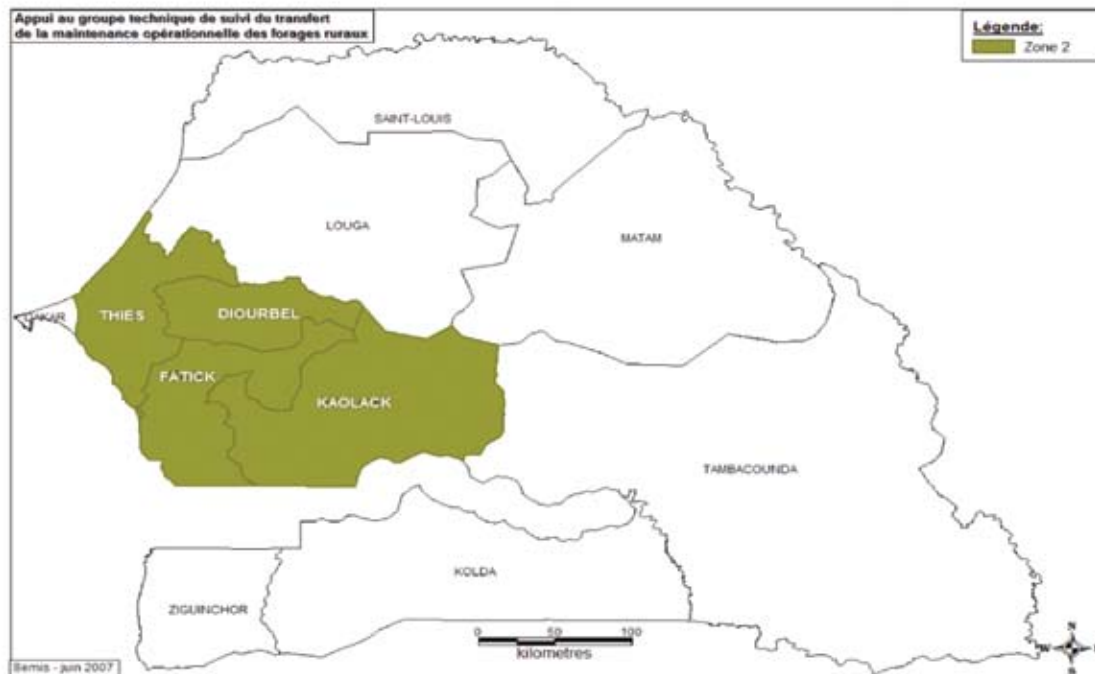 Appui au groupe technique de suivi du transfert
de la maintenance opérationnelle des forages ruraux
Légende:
Zone 2
SAINT-LOUIS
LOUGA
MATAM
DAKAR
THIES
DIOURBEL
FATICK
KAOLACK
TAMBACOUNDA
KOLDA
ZIGUINCHOR
0 50 100
kilometres
N
W
S
Semis - juin 2007